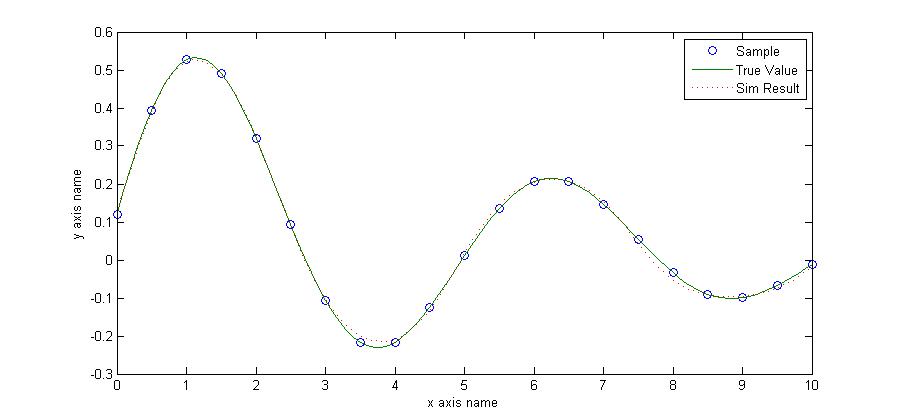 0.6
0.5
0.4
0.3
0.2
0.1
0
-0.1
-0.2
-0.3
y axis name
Sample
True Value
Sim Result
0 1 2 3 4 5 6 7 8 9 10
x axis name